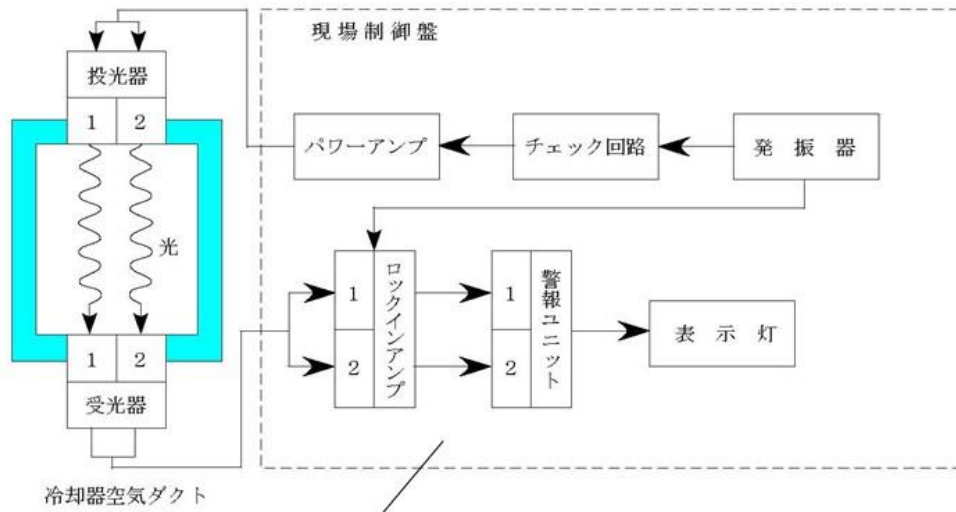 現場制御盤
投光器
1 2
パワーアンプ
チェック回路
発振器
光
1
2
ロックインアンプ
1
2
警報ユニット
表示灯
1 2
受光器
冷却器空気ダクト